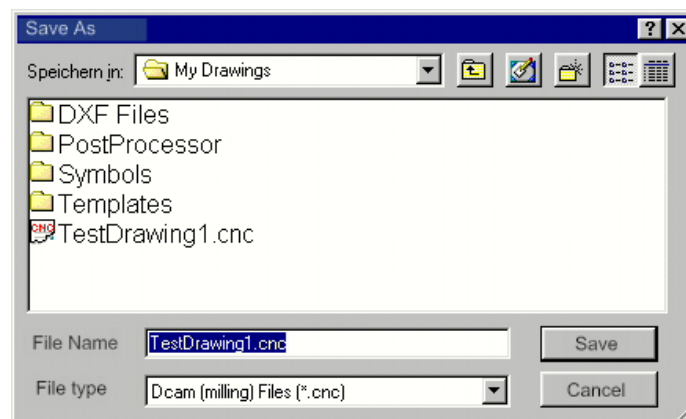 Save As
Speichern in: My Drawings
DXF Files
PostProcessor
Symbols
Templates
CNC TestDrawing1.cnc
File Name TestDrawing1.cnc Save
File type Dcam (milling) Files (*.cnc) Cancel